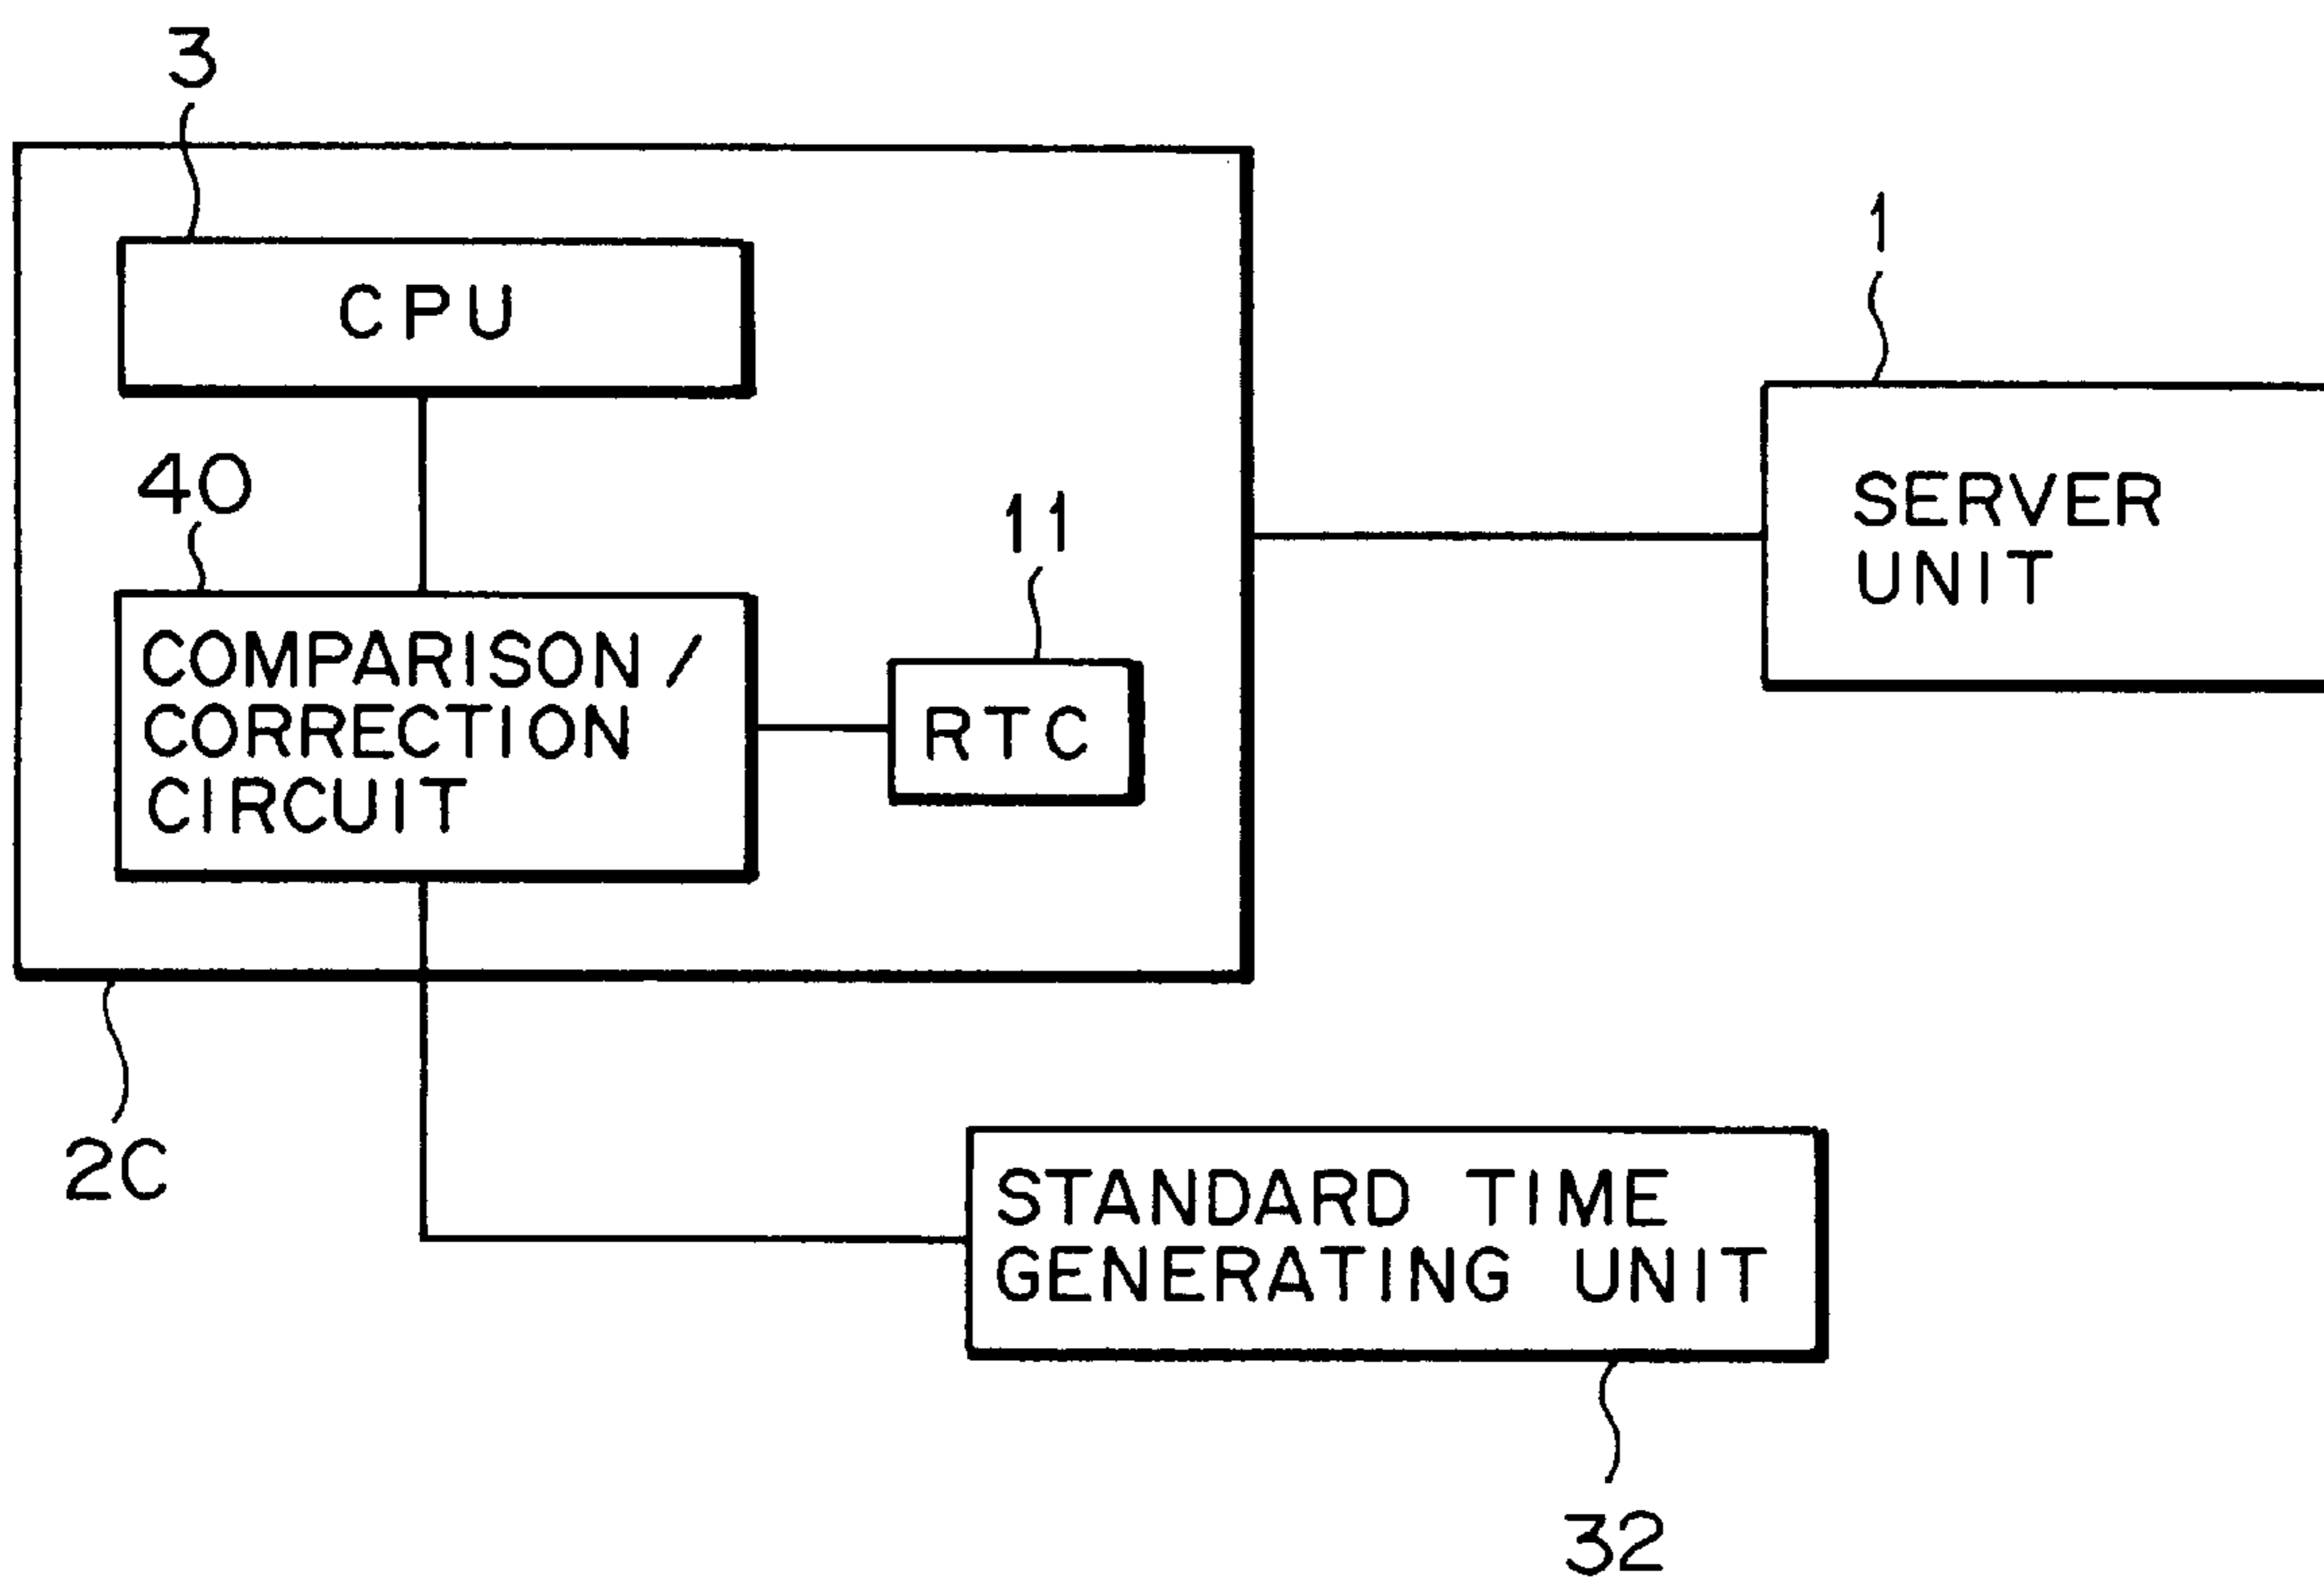 3
CPU
1
SERVER
UNIT
40
11
COMPARISON/
CORRECTION
CIRCUIT
RTC
2C
STANDARD TIME
GENERATING UNIT
32